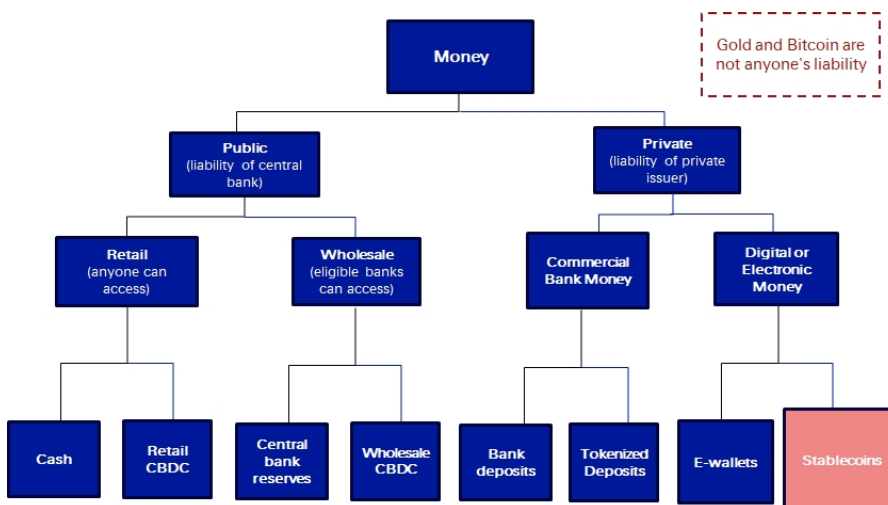 Money
Gold and Bitcoin are
not anyone's liability
Public
(liability of central
bank)
Private
(liability of private
issuer)
Retail
(anyone can
access)
Wholesale
(eligible banks
can access)
Commercial
Bank Money
Digital or
Electronic
Money
Cash
Retail
CBDC
Central
bank
reserves
Wholesale
CBDC
Bank
deposits
Tokenized
Deposits
E-wallets
Stablecoins